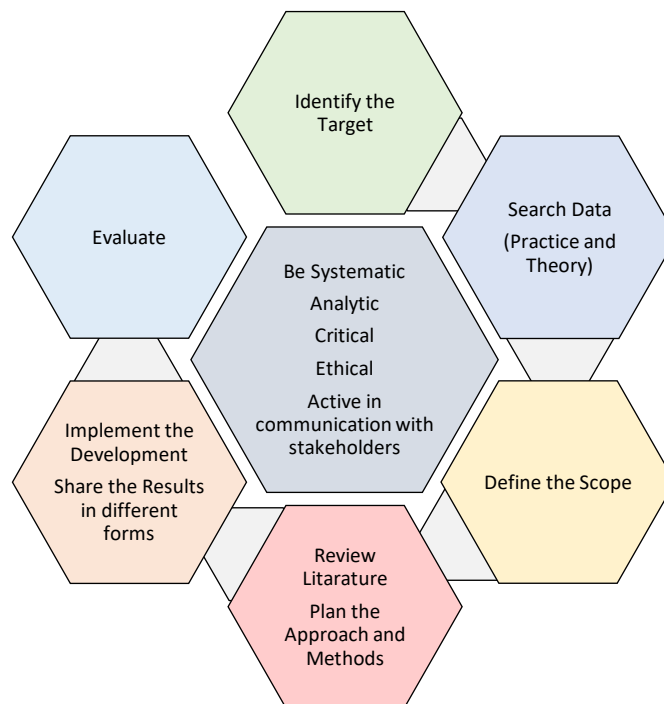 Identify the
Target
Search Data
(Practice and
Theory)
Define the Scope
Review
Litarature
Plan the
Approach and
Methods
Implement the
Development
Share the Results
in different
forms
Evaluate
Be Systematic
Analytic
Critical
Ethical
Active in
communication with
stakeholders